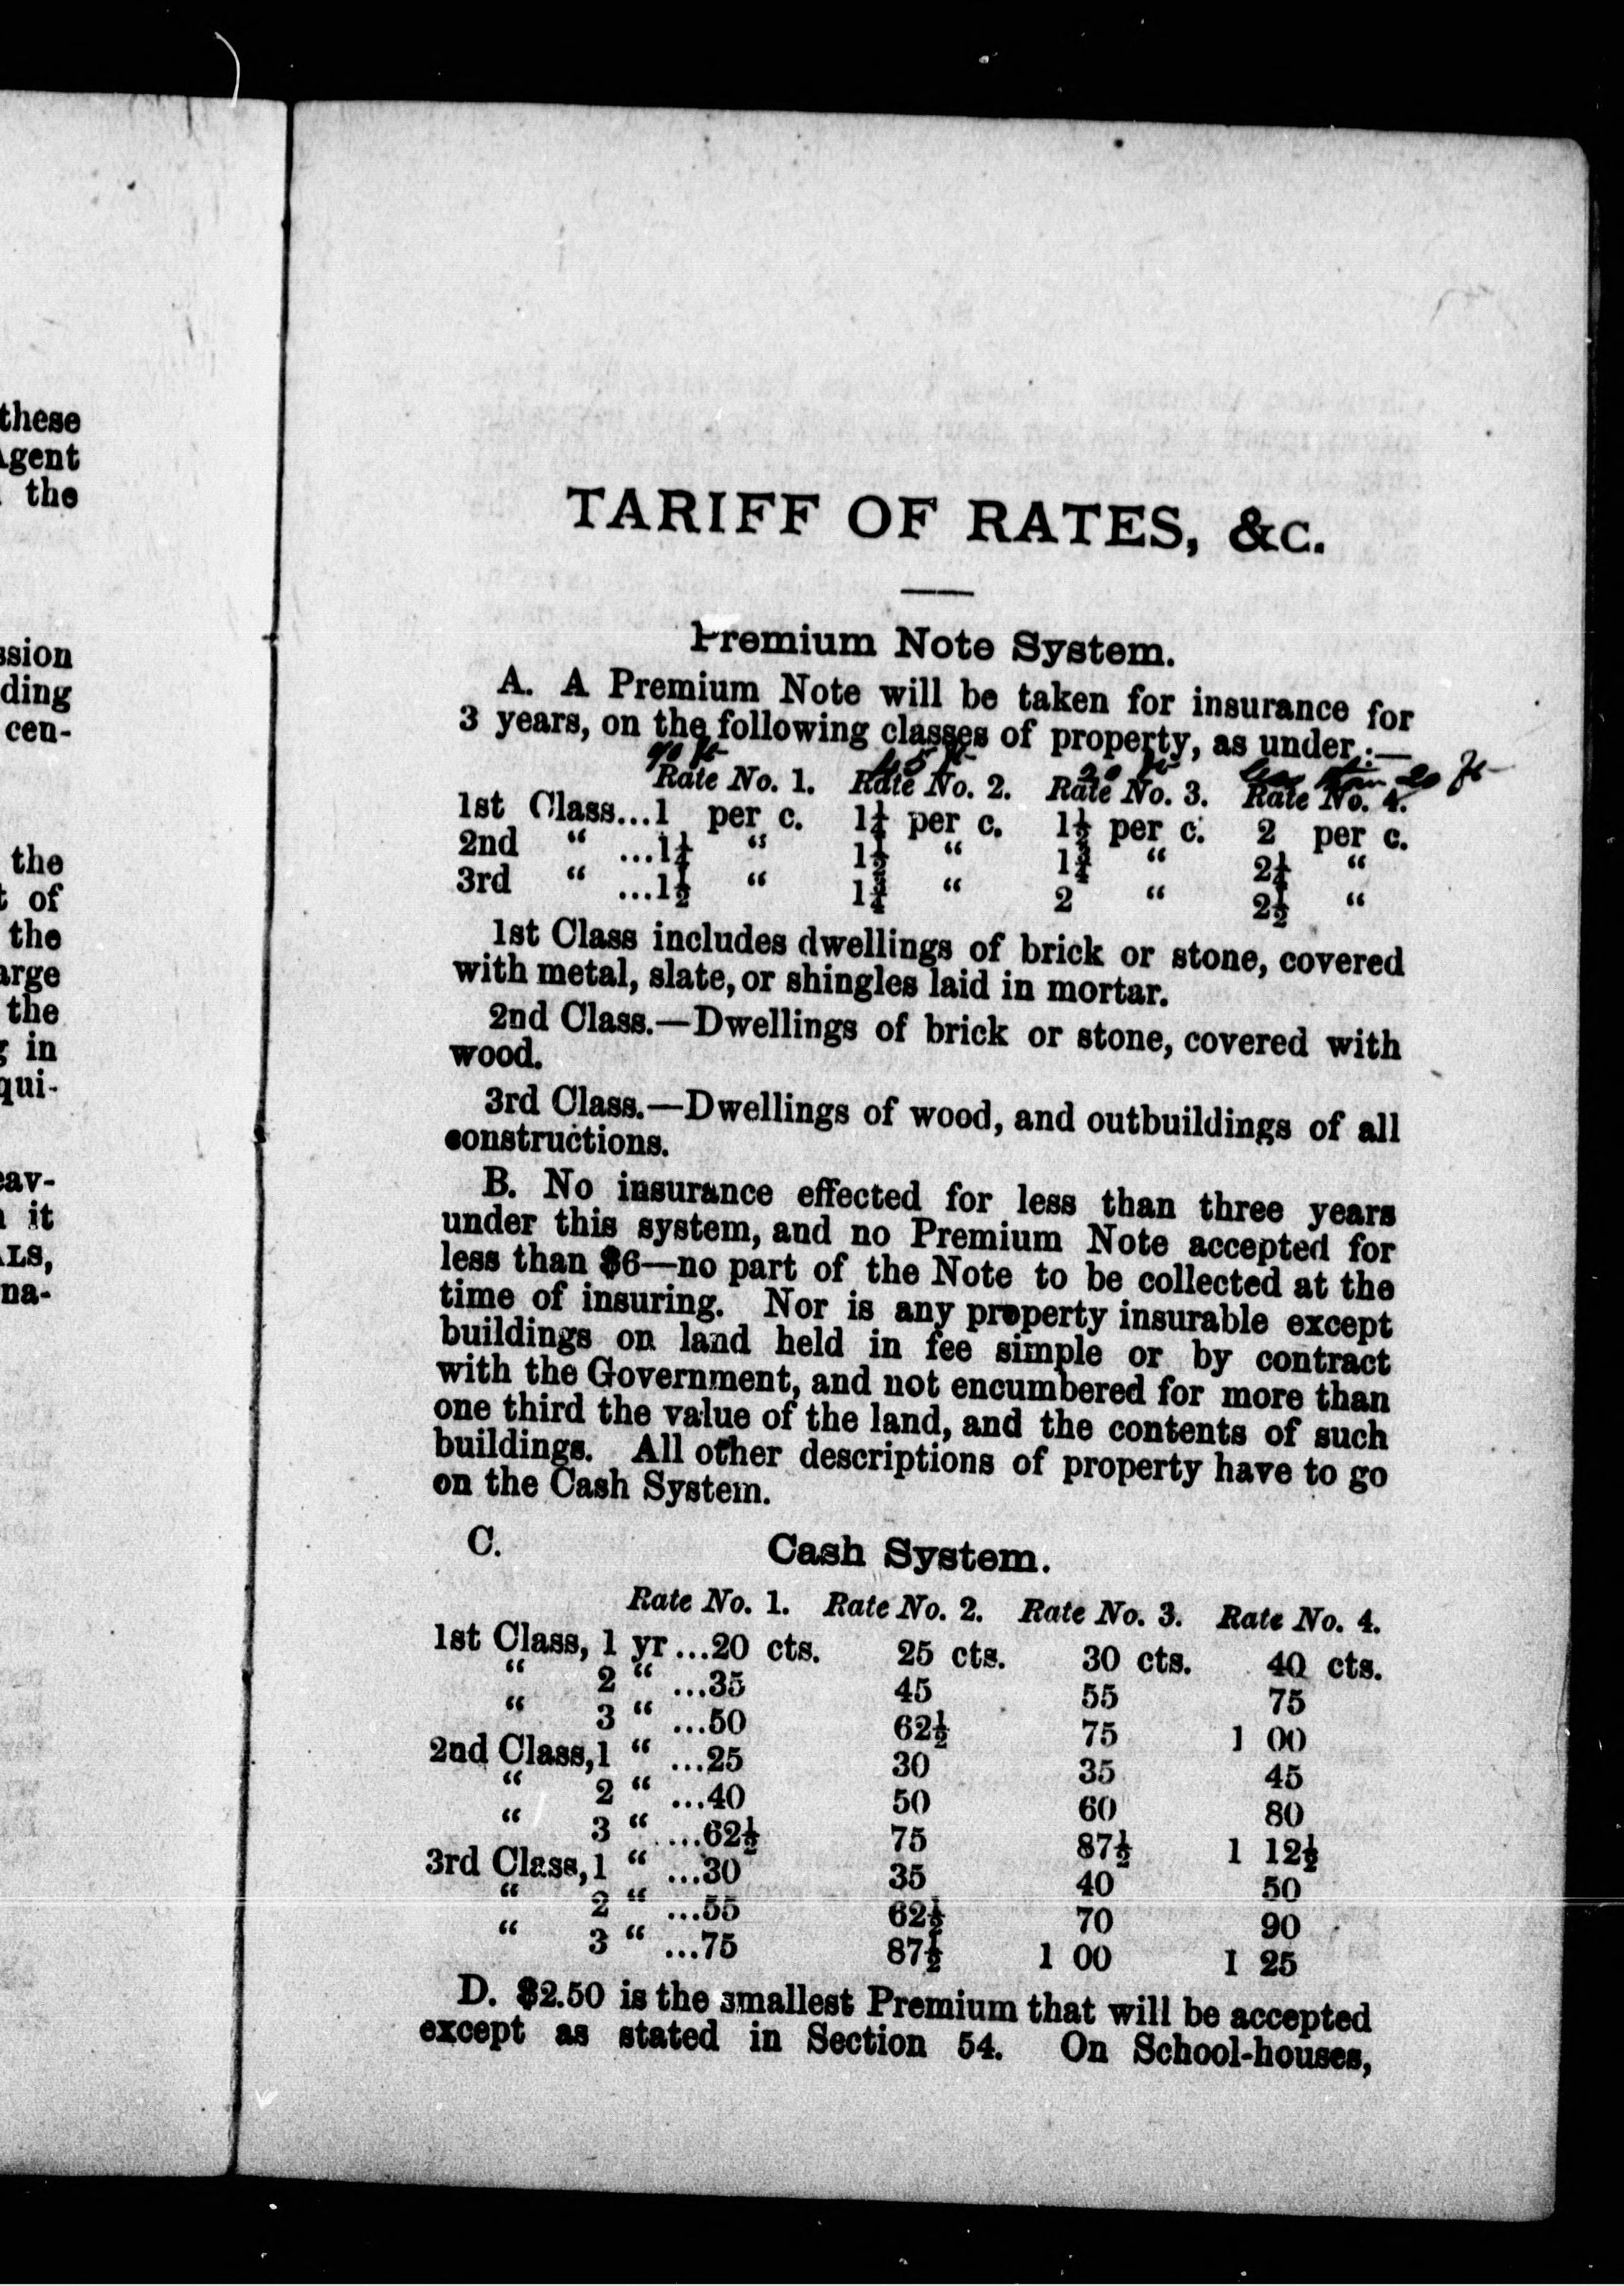 these
Agent
the
ssion
ding
cen-
the
t of
the
arge
the
g in
qui-
eav-
n it
ALS,
na-
TARIFF OF RATES, &C.
Premium Note System.
A. A Premium Note will be taken for insurance for
3 years, on the following classes of property, as under:—
90 ft 45 ft 20 ft less than 20 ft
Rate No. 1. Rate No. 2. Rate No. 3. Rate No. 4.
1st Class...1 per c. 1¼ per c. 1½ per c. 2 per c.
2nd “ ...1¼ “ 1½ “ 1¾ “ 2¼ “
3rd “ ...1½ “ 1¾ “ 2 “ 2½ “
1st Class includes dwellings of brick or stone, covered
with metal, slate, or shingles laid in mortar.
2nd Class.—Dwellings of brick or stone, covered with
wood.
3rd Class.—Dwellings of wood, and outbuildings of all
constructions.
B. No insurance effected for less than three years
under this system, and no Premium Note accepted for
less than $6—no part of the Note to be collected at the
time of insuring. Nor is any property insurable except
buildings on land held in fee simple or by contract
with the Government, and not encumbered for more than
one third the value of the land, and the contents of such
buildings. All other descriptions of property have to go
on the Cash System.
C. Cash System.
Rate No. 1. Rate No. 2. Rate No. 3. Rate No. 4.
1st Class, 1 yr...20 cts. 25 cts. 30 cts. 40 cts.
“ 2 “ ...35 45 55 75
“ 3 “ ...50 62½ 75 1 00
2nd Class, 1 “ ...25 30 35 45
“ 2 “ ...40 50 60 80
“ 3 “ ...62½ 75 87½ 1 12½
3rd Class, 1 “ ...30 35 40 50
“ 2 “ ...55 62½ 70 90
“ 3 “ ...75 87½ 1 00 1 25
D. $2.50 is the smallest Premium that will be accepted
except as stated in Section 54. On School-houses,